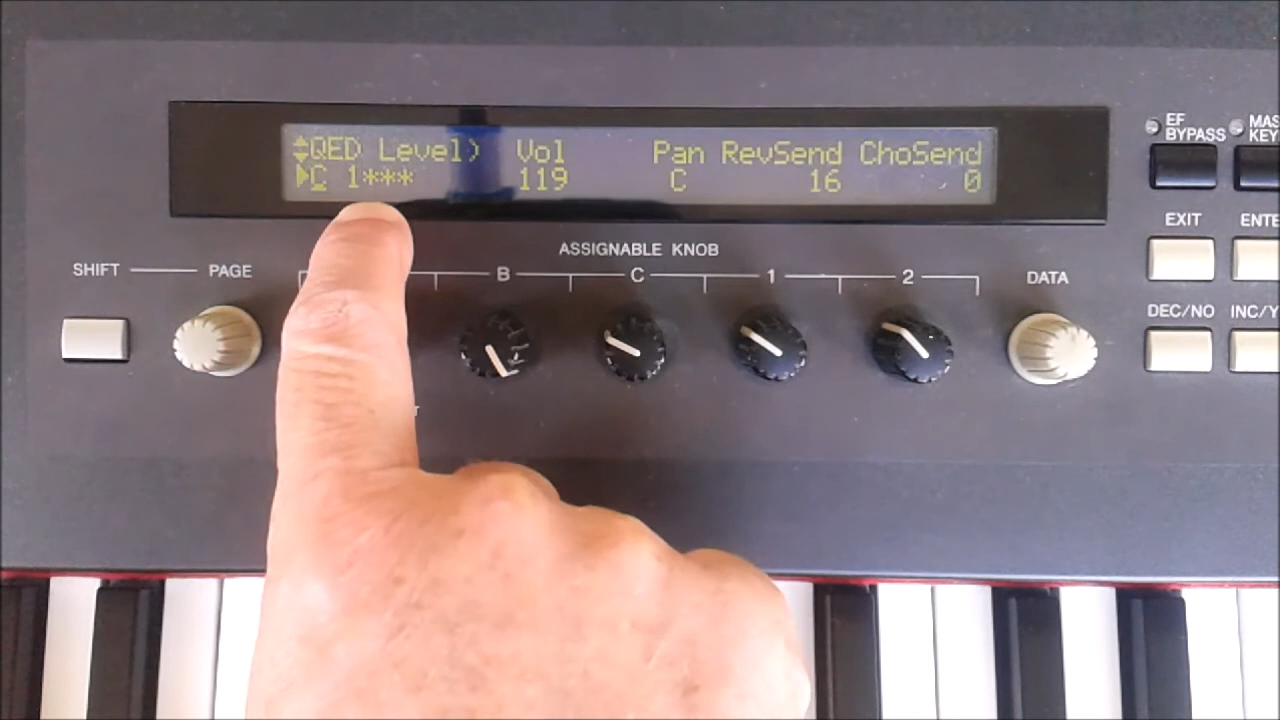 QED Level) Vol Pan RevSend ChoSend
C 1*** 119 C 16 0
EF BYPASS
ASSIGNABLE KNOB
SHIFT PAGE B C 1 2 DATA
EXIT
DEC/NO